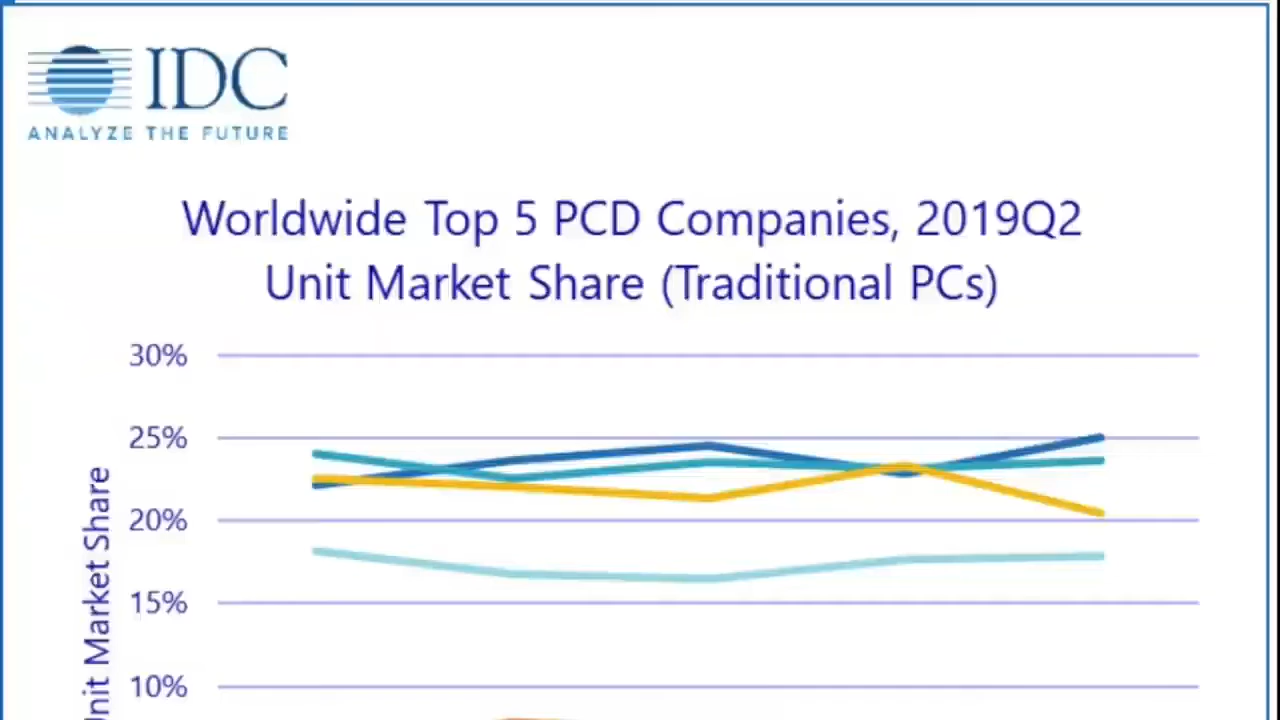 IDC
ANALYZE THE FUTURE
Worldwide Top 5 PCD Companies, 2019Q2
Unit Market Share (Traditional PCs)
30%
25%
20%
15%
10%
Unit Market Share